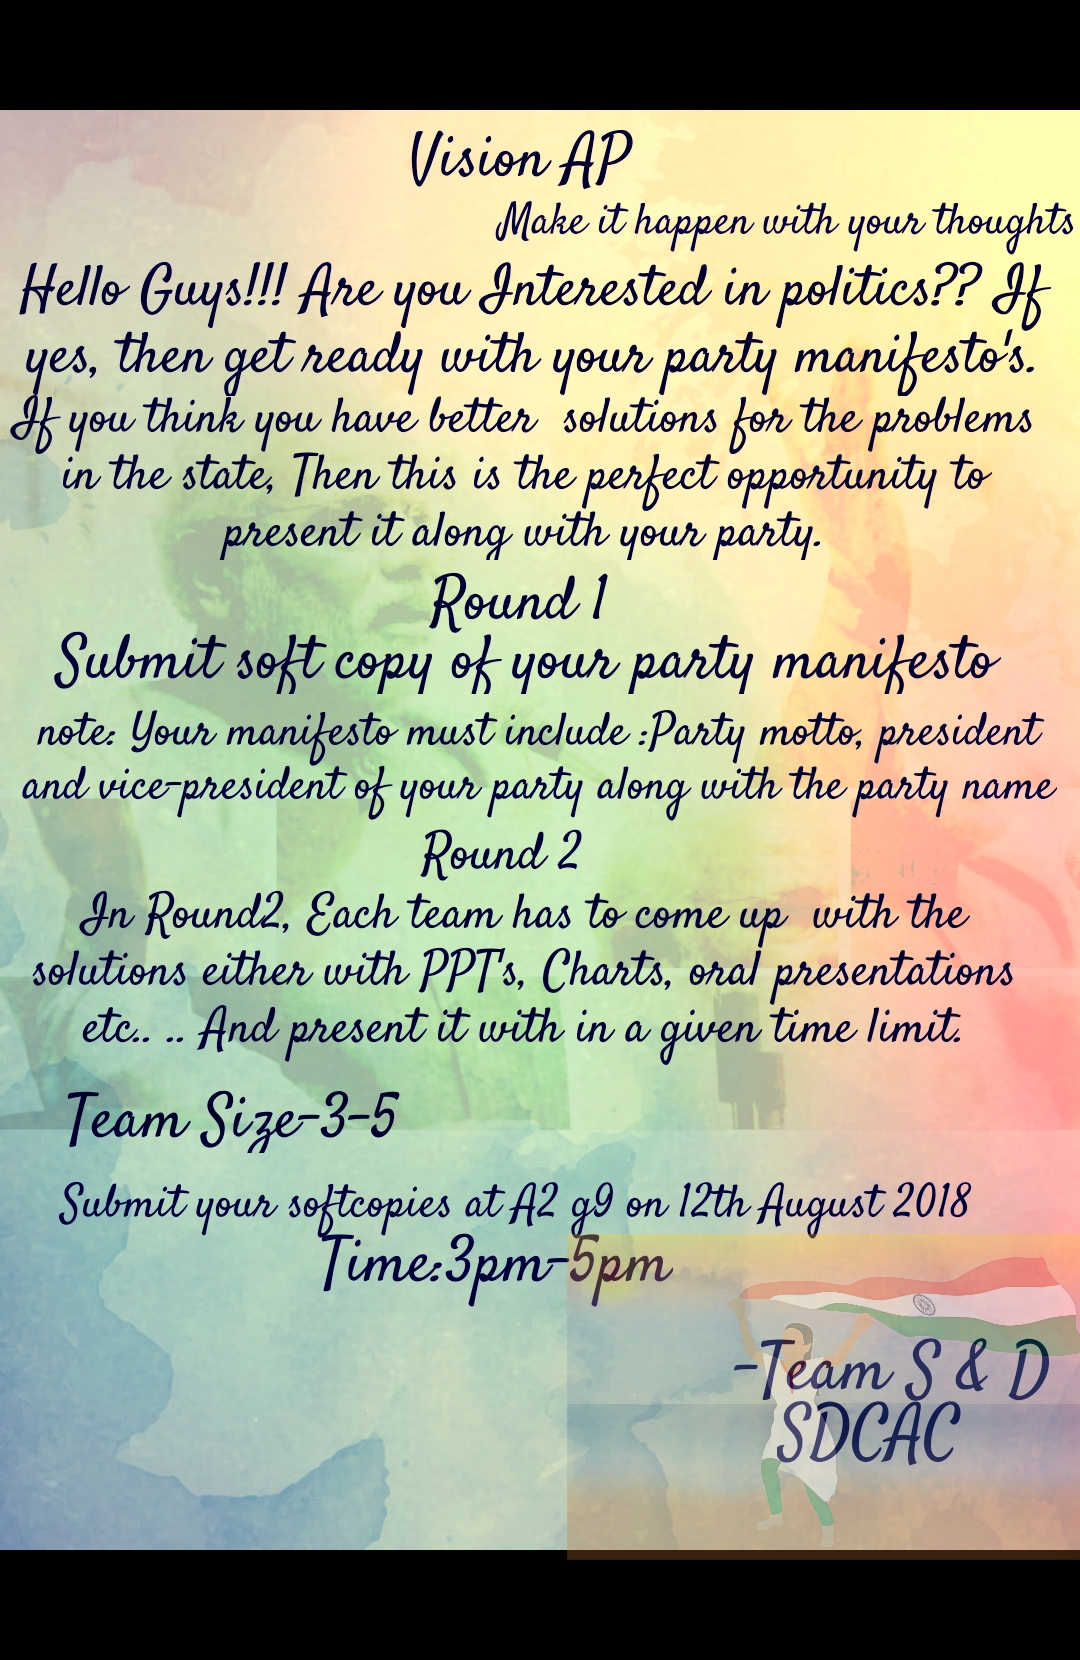 Vision AP
Make it happen with your thoughts
Hello Guys!!! Are you Interested in politics?? If
yes, then get ready with your party manifesto's.
If you think you have better solutions for the problems
in the state, Then this is the perfect opportunity to
present it along with your party.
Round 1
Submit soft copy of your party manifesto
note: Your manifesto must include :Party motto, president
and vice-president of your party along with the party name
Round 2
In Round2, Each team has to come up with the
solutions either with PPT's, Charts, oral presentations
etc.. .. And present it with in a given time limit.
Team Size-3-5
Submit your softcopies at A2 g9 on 12th August 2018
Time:3pm-5pm
-Team S & D
SDCAC